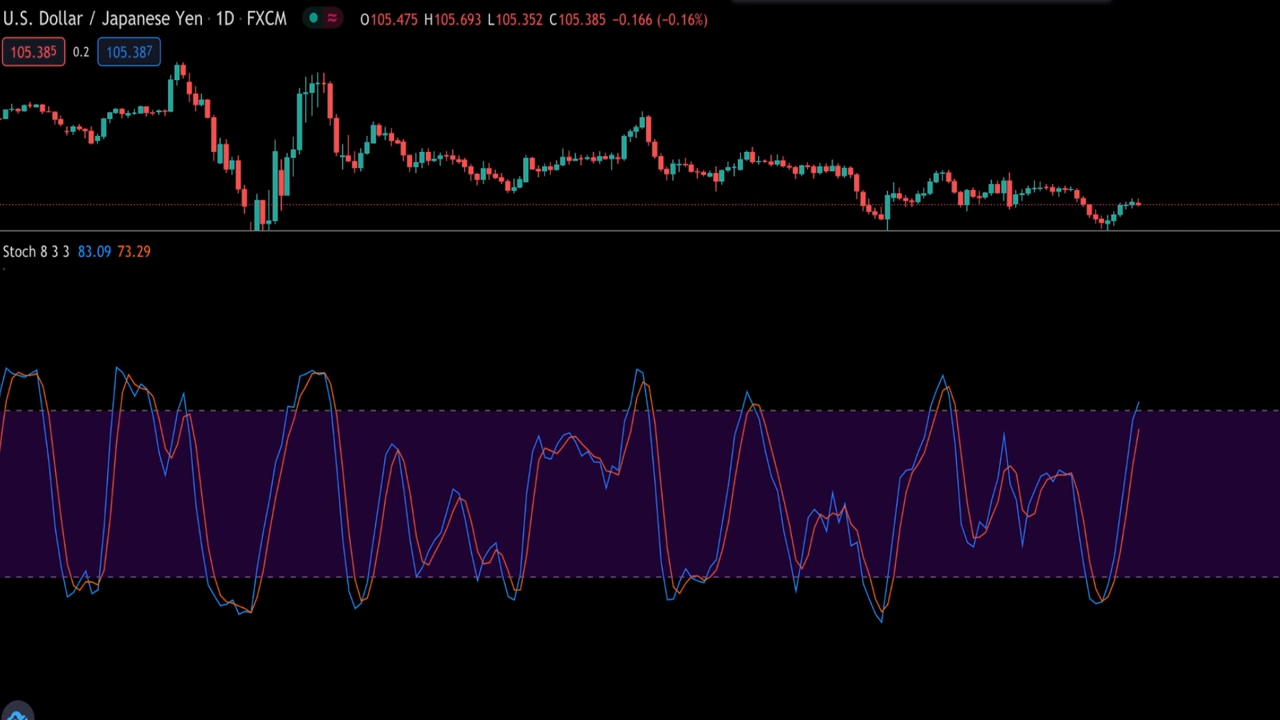 U.S. Dollar / Japanese Yen · 1D · FXCM O105.475 H105.693 L105.352 C105.385 −0.166 (−0.16%)
105.385 0.2 105.387
Stoch 8 3 3 83.09 73.29